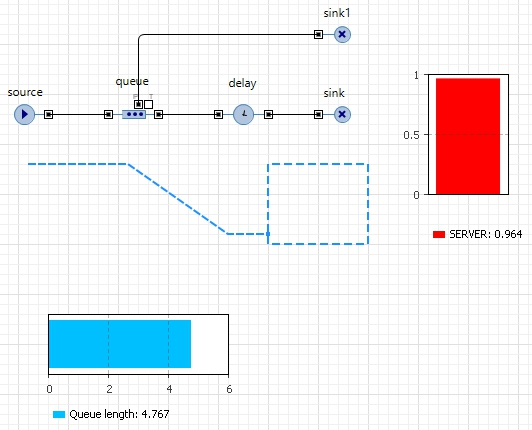 sink1
queue
delay
sink
source
T
1
0.5
0
SERVER: 0.964
0
2
4
6
Queue length: 4.767